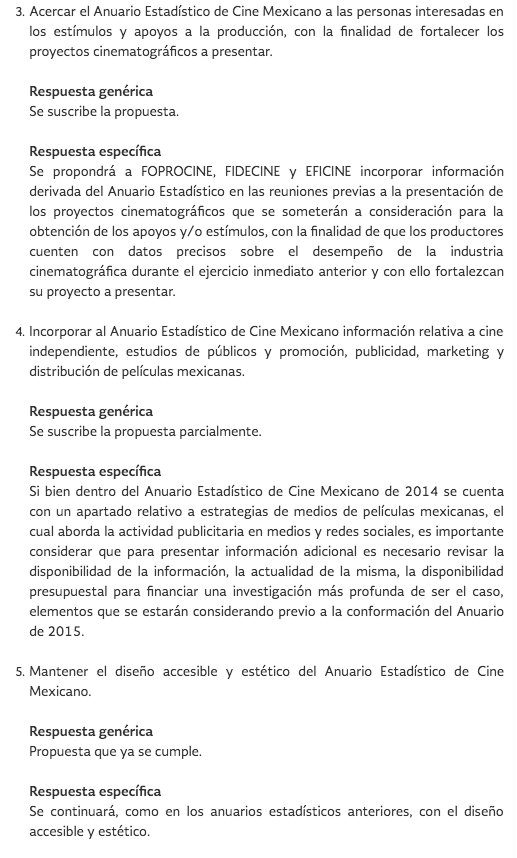 3. Acercar el Anuario Estadístico de Cine Mexicano a las personas interesadas en
los estímulos y apoyos a la producción, con la finalidad de fortalecer los
proyectos cinematográficos a presentar.
Respuesta genérica
Se suscribe la propuesta.
Respuesta específica
Se propondrá a FOPROCINE, FIDECINE y EFICINE incorporar información
derivada del Anuario Estadístico en las reuniones previas a la presentación de
los proyectos cinematográficos que se someterán a consideración para la
obtención de los apoyos y/o estímulos, con la finalidad de que los productores
cuenten con datos precisos sobre el desempeño de la industria
cinematográfica durante el ejercicio inmediato anterior y con ello fortalezcan
su proyecto a presentar.
4. Incorporar al Anuario Estadístico de Cine Mexicano información relativa a cine
independiente, estudios de públicos y promoción, publicidad, marketing y
distribución de películas mexicanas.
Respuesta genérica
Se suscribe la propuesta parcialmente.
Respuesta específica
Si bien dentro del Anuario Estadístico de Cine Mexicano de 2014 se cuenta
con un apartado relativo a estrategias de medios de películas mexicanas, el
cual aborda la actividad publicitaria en medios y redes sociales, es importante
considerar que para presentar información adicional es necesario revisar la
disponibilidad de la información, la actualidad de la misma, la disponibilidad
presupuestal para financiar una investigación más profunda de ser el caso,
elementos que se estarán considerando previo a la conformación del Anuario
de 2015.
5. Mantener el diseño accesible y estético del Anuario Estadístico de Cine
Mexicano.
Respuesta genérica
Propuesta que ya se cumple.
Respuesta específica
Se continuará, como en los anuarios estadísticos anteriores, con el diseño
accesible y estético.